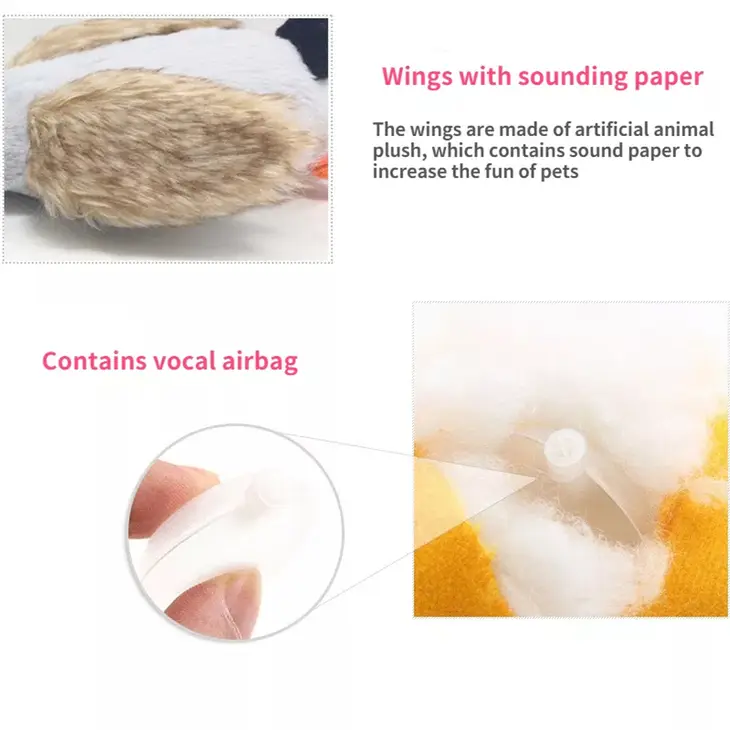 Wings with sounding paper
The wings are made of artificial animal
plush, which contains sound paper to
increase the fun of pets
Contains vocal airbag